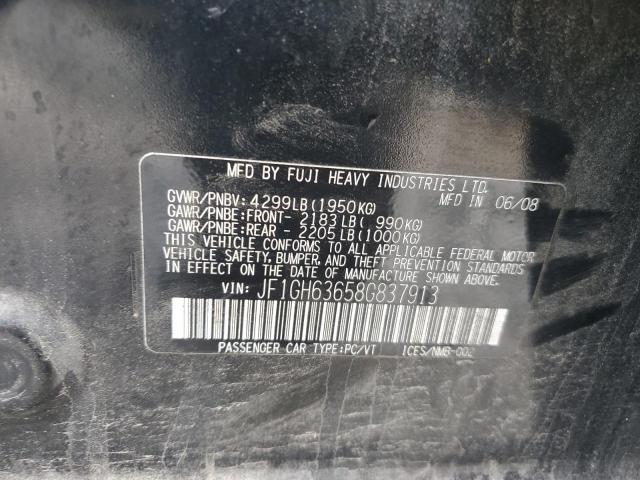 MFD BY FUJI HEAVY INDUSTRIES LTD.
GVWR/PNBV: 4299LB(1950KG) MFD IN 06/08
GAWR/PNBE:FRONT- 2183LB( 990KG)
GAWR/PNBE:REAR - 2205LB(1000KG)
THIS VEHICLE CONFORMS TO ALL APPLICABLE FEDERAL MOTOR
VEHICLE SAFETY, BUMPER, AND THEFT PREVENTION STANDARDS
IN EFFECT ON THE DATE OF MANUFACTURE SHOWN ABOVE.
VIN: JF1GH63658G837913
PASSENGER CAR TYPE:PC/VT ICES/NMB-002